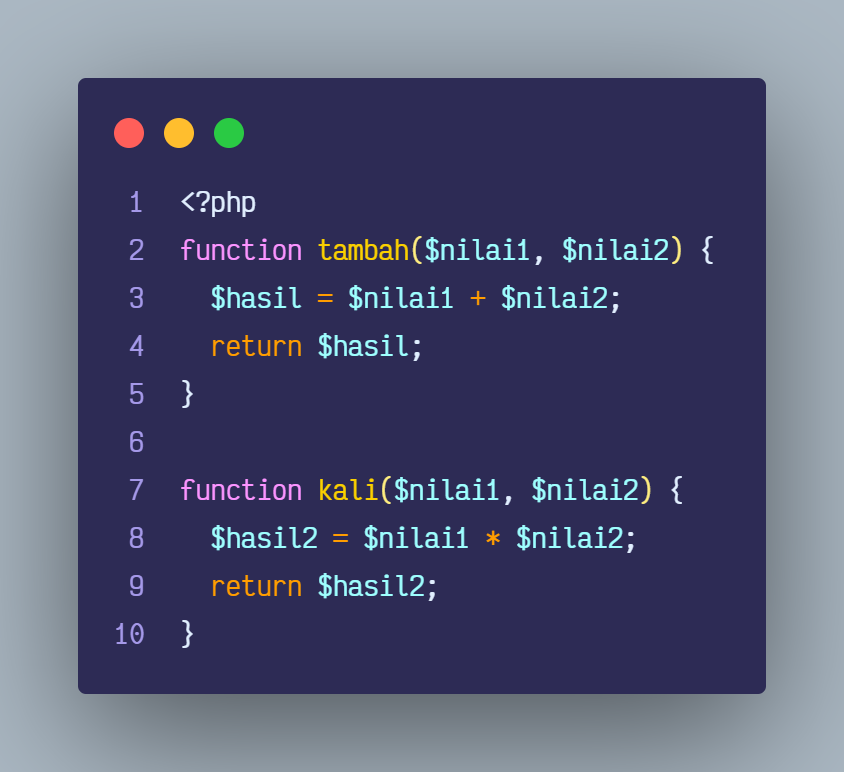 1 <?php
2 function tambah($nilai1, $nilai2) {
3   $hasil = $nilai1 + $nilai2;
4   return $hasil;
5 }
6
7 function kali($nilai1, $nilai2) {
8   $hasil2 = $nilai1 * $nilai2;
9   return $hasil2;
10 }